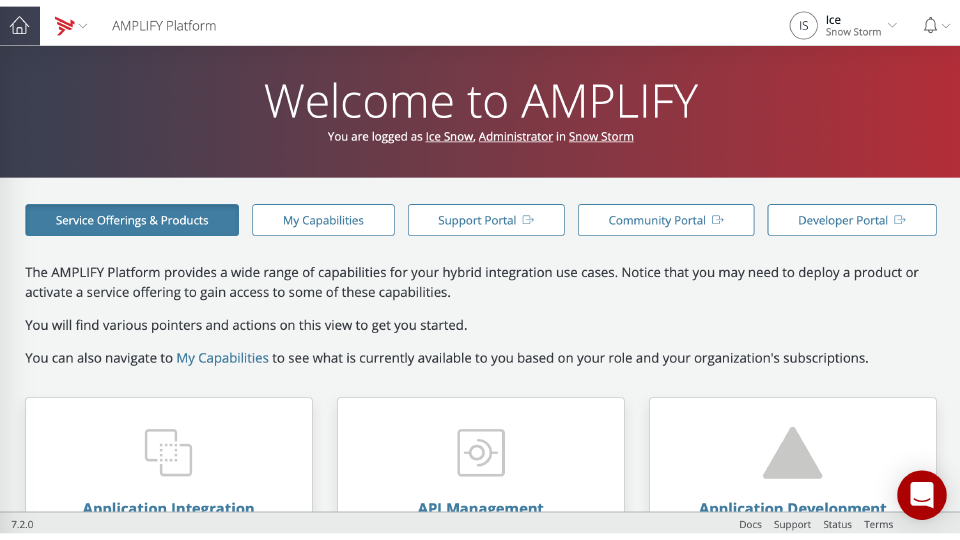 AMPLIFY Platform
IS
Ice
Snow Storm
Welcome to AMPLIFY
You are logged as Ice Snow, Administrator in Snow Storm
Service Offerings & Products
My Capabilities
Support Portal
Community Portal
Developer Portal
The AMPLIFY Platform provides a wide range of capabilities for your hybrid integration use cases. Notice that you may need to deploy a product or
activate a service offering to gain access to some of these capabilities.
You will find various pointers and actions on this view to get you started.
You can also navigate to My Capabilities to see what is currently available to you based on your role and your organization's subscriptions.
Application Integration
API Management
Application Development
7.2.0
Docs
Support
Status
Terms